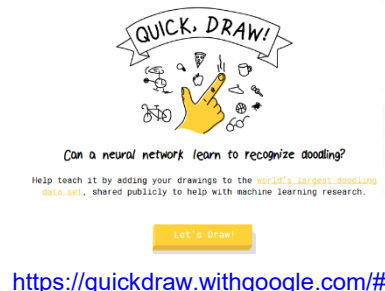 QUICK, DRAW!
Can a neural network learn to recognize doodling?
Help teach it by adding your drawings to the world's largest doodling
data set, shared publicly to help with machine learning research.
Let's Draw!
https://quickdraw.withgoogle.com/#